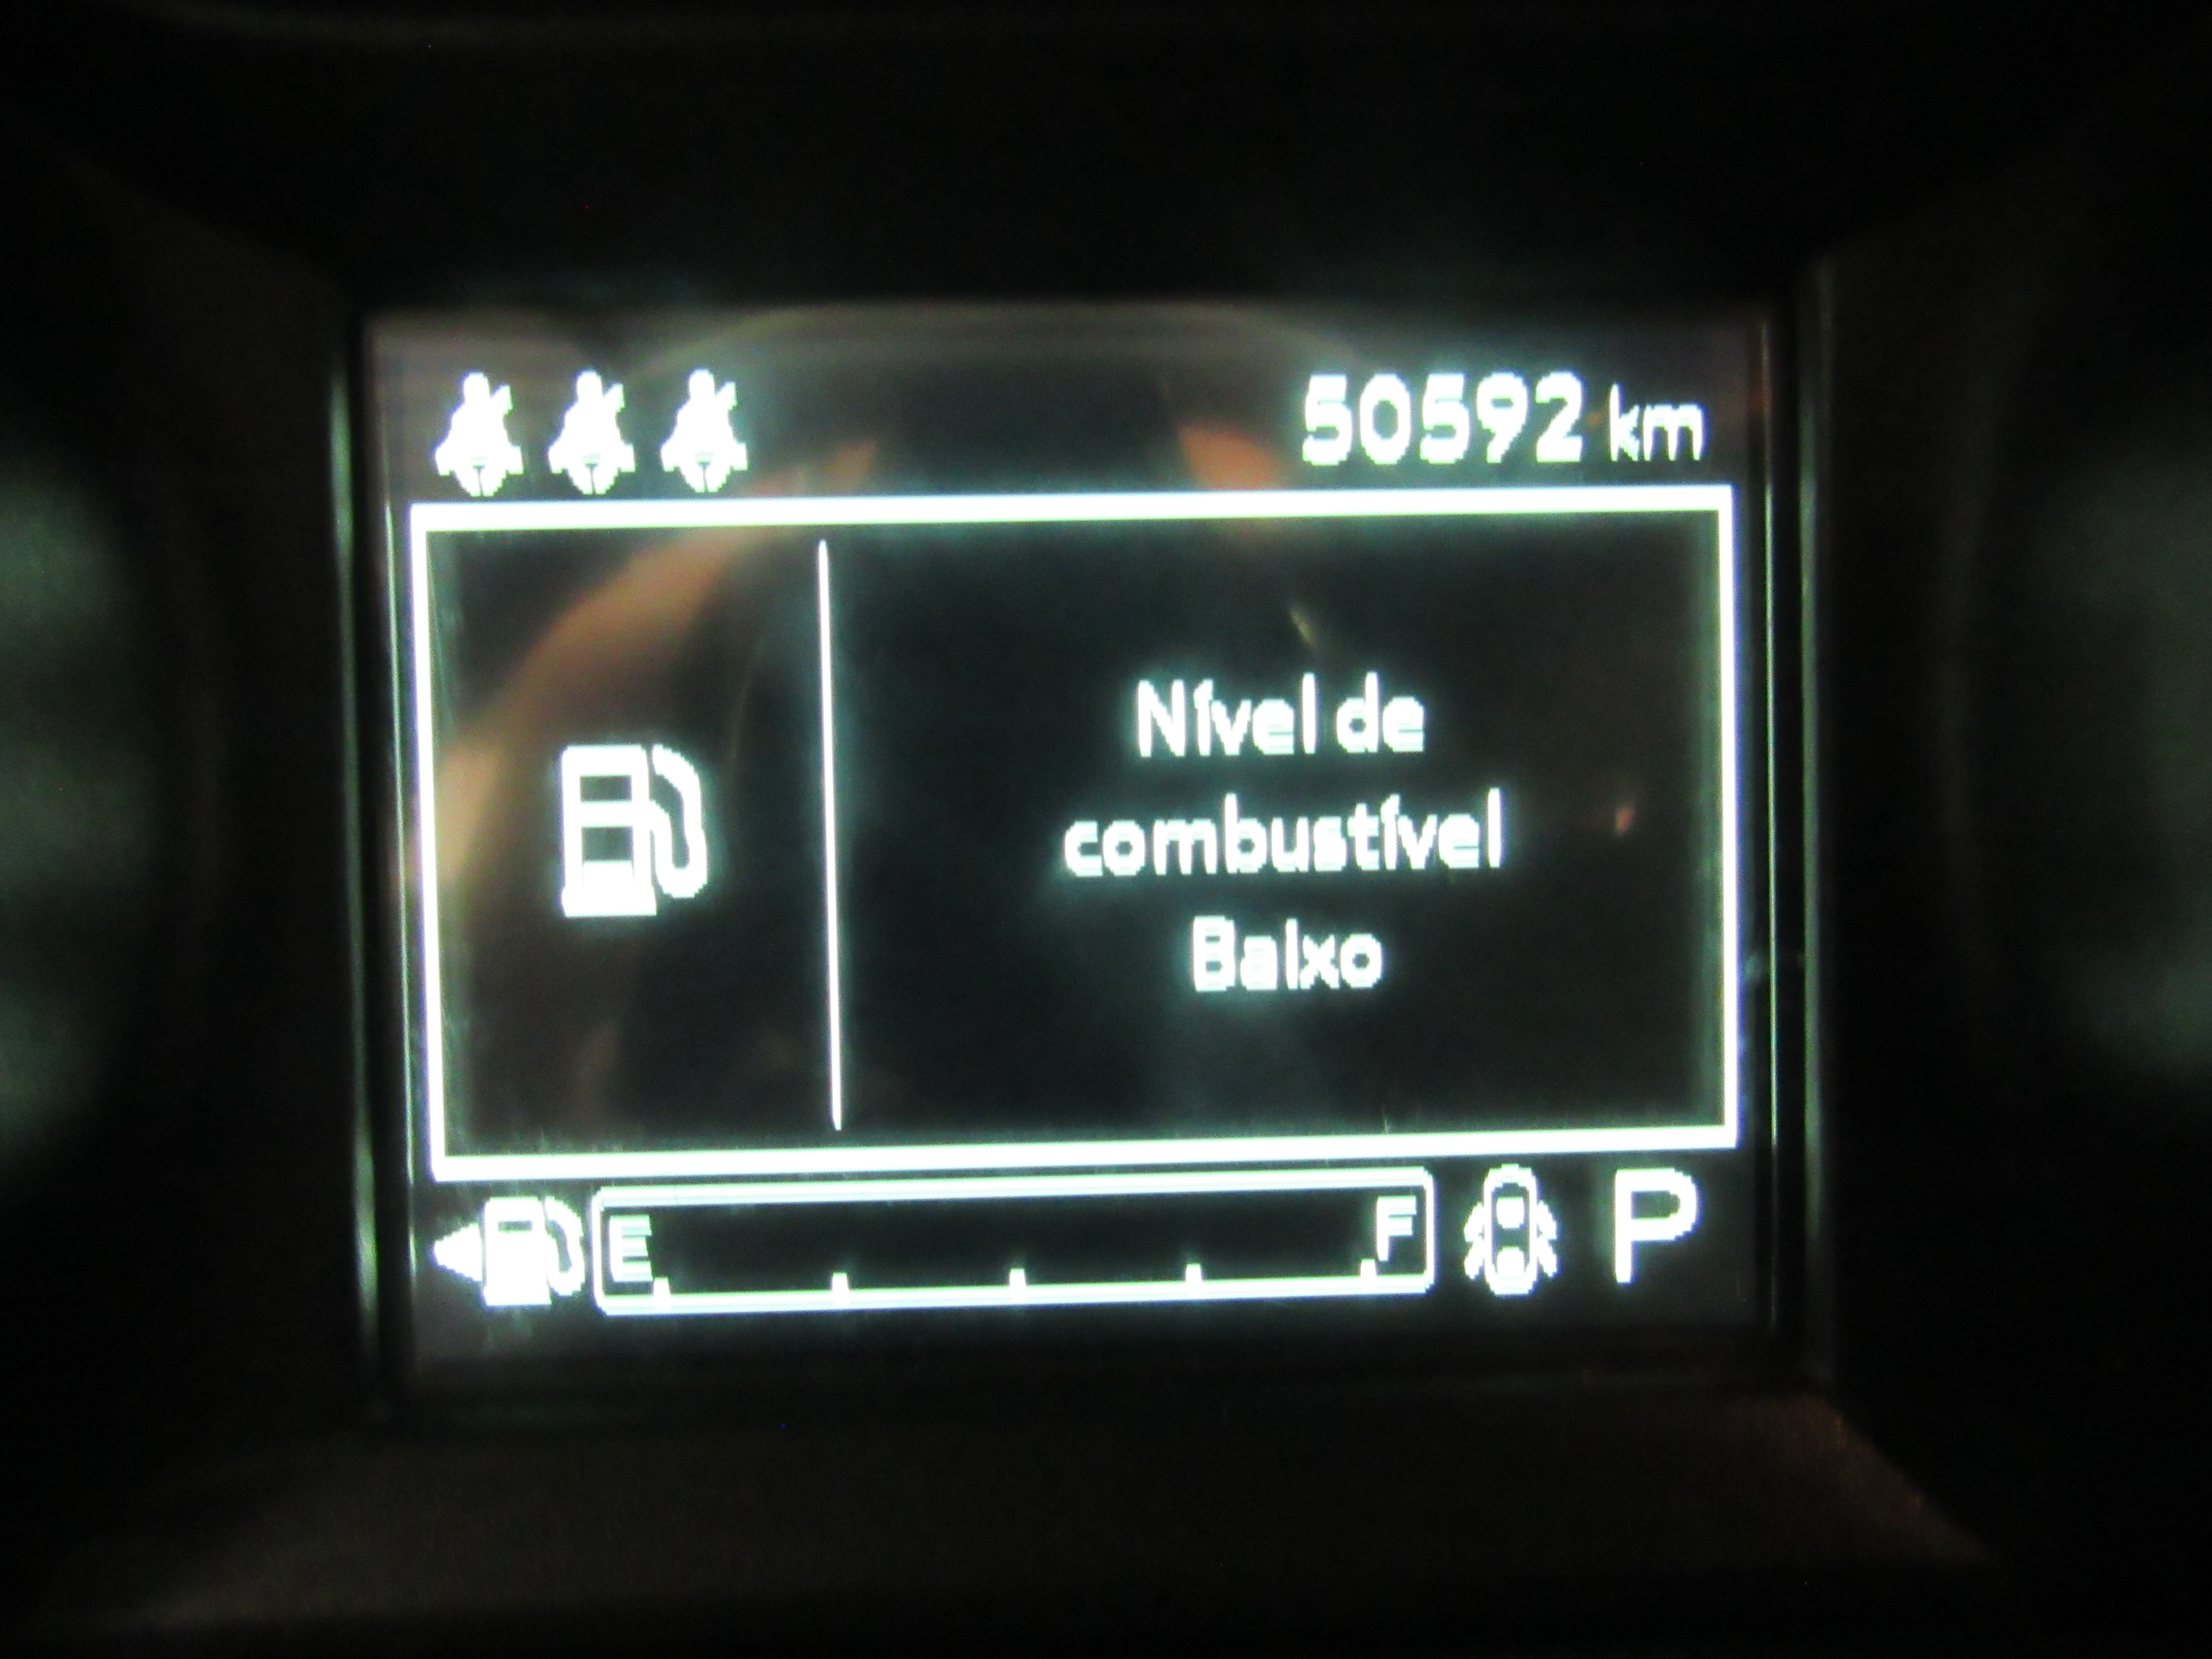 50592 km
Nível de
combustível
Baixo
E F P